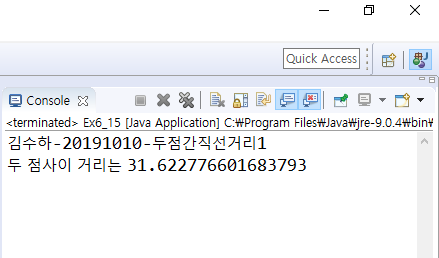 Quick Access
Console
<terminated> Ex6_15 [Java Application] C:₩Program Files₩Java₩jre-9.0.4₩bin₩
김수하-20191010-두점간직선거리1
두 점사이 거리는 31.622776601683793